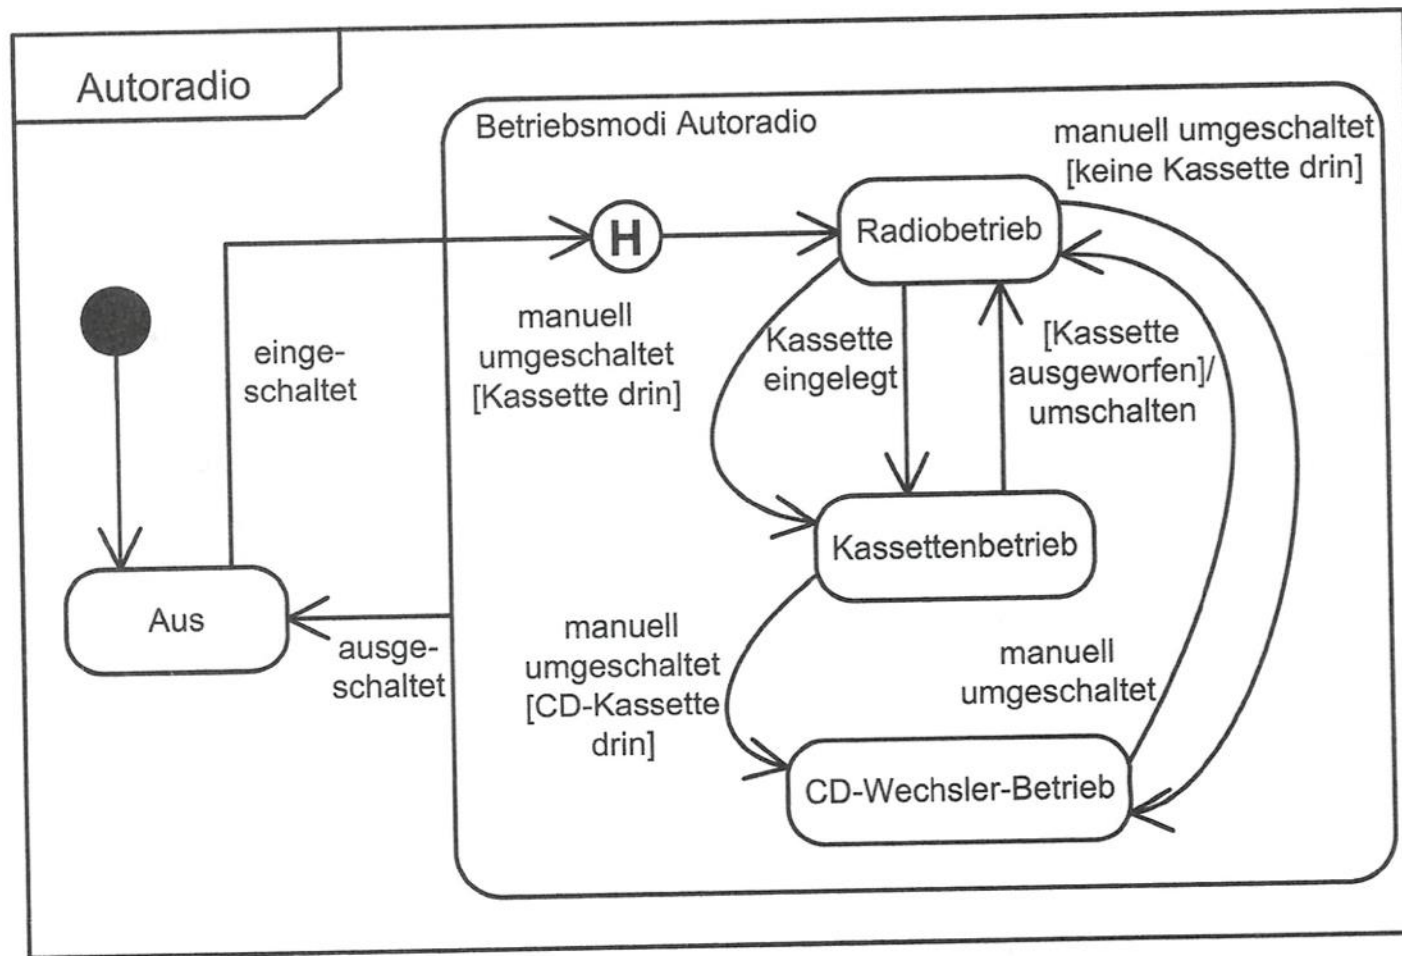 Autoradio
Betriebsmodi Autoradio
manuell umgeschaltet
[keine Kassette drin]
H
Radiobetrieb
manuell
umgeschaltet
[Kassette drin]
Kassette
eingelegt
[Kassette
ausgeworfen]/
umschalten
einge-
schaltet
Kassettenbetrieb
Aus
ausge-
schaltet
manuell
umgeschaltet
[CD-Kassette
drin]
manuell
umgeschaltet
CD-Wechsler-Betrieb